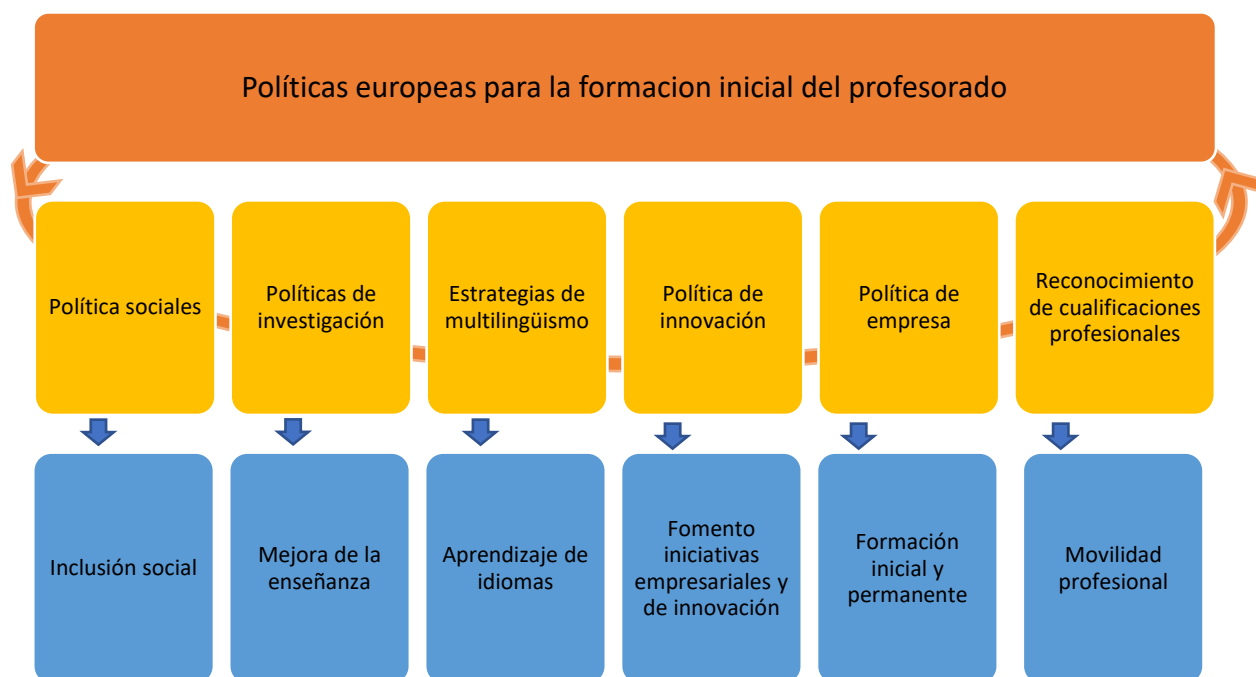 Políticas europeas para la formacion inicial del profesorado
Política sociales
Políticas de
investigación
Estrategias de
multilingüismo
Política de
innovación
Política de
empresa
Reconocimiento
de cualificaciones
profesionales
Inclusión social
Mejora de la
enseñanza
Aprendizaje de
idiomas
Fomento
iniciativas
empresariales y
de innovación
Formación
inicial y
permanente
Movilidad
profesional